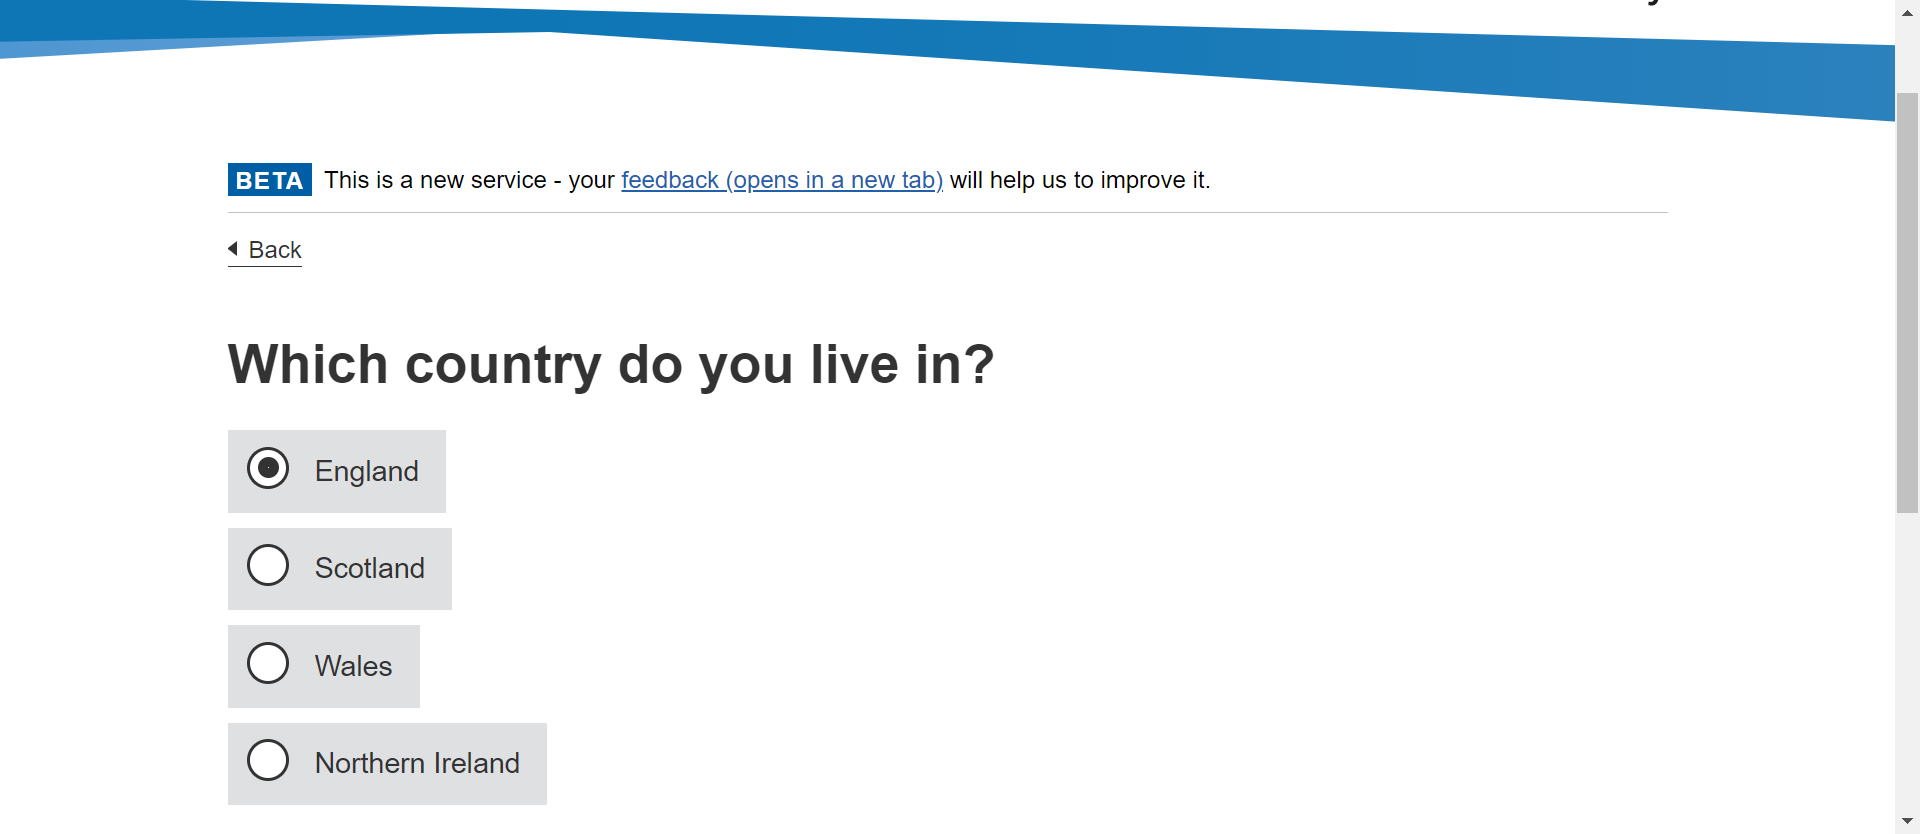 BETA This is a new service - your feedback (opens in a new tab) will help us to improve it.
Back
Which country do you live in?
England
Scotland
Wales
Northern Ireland